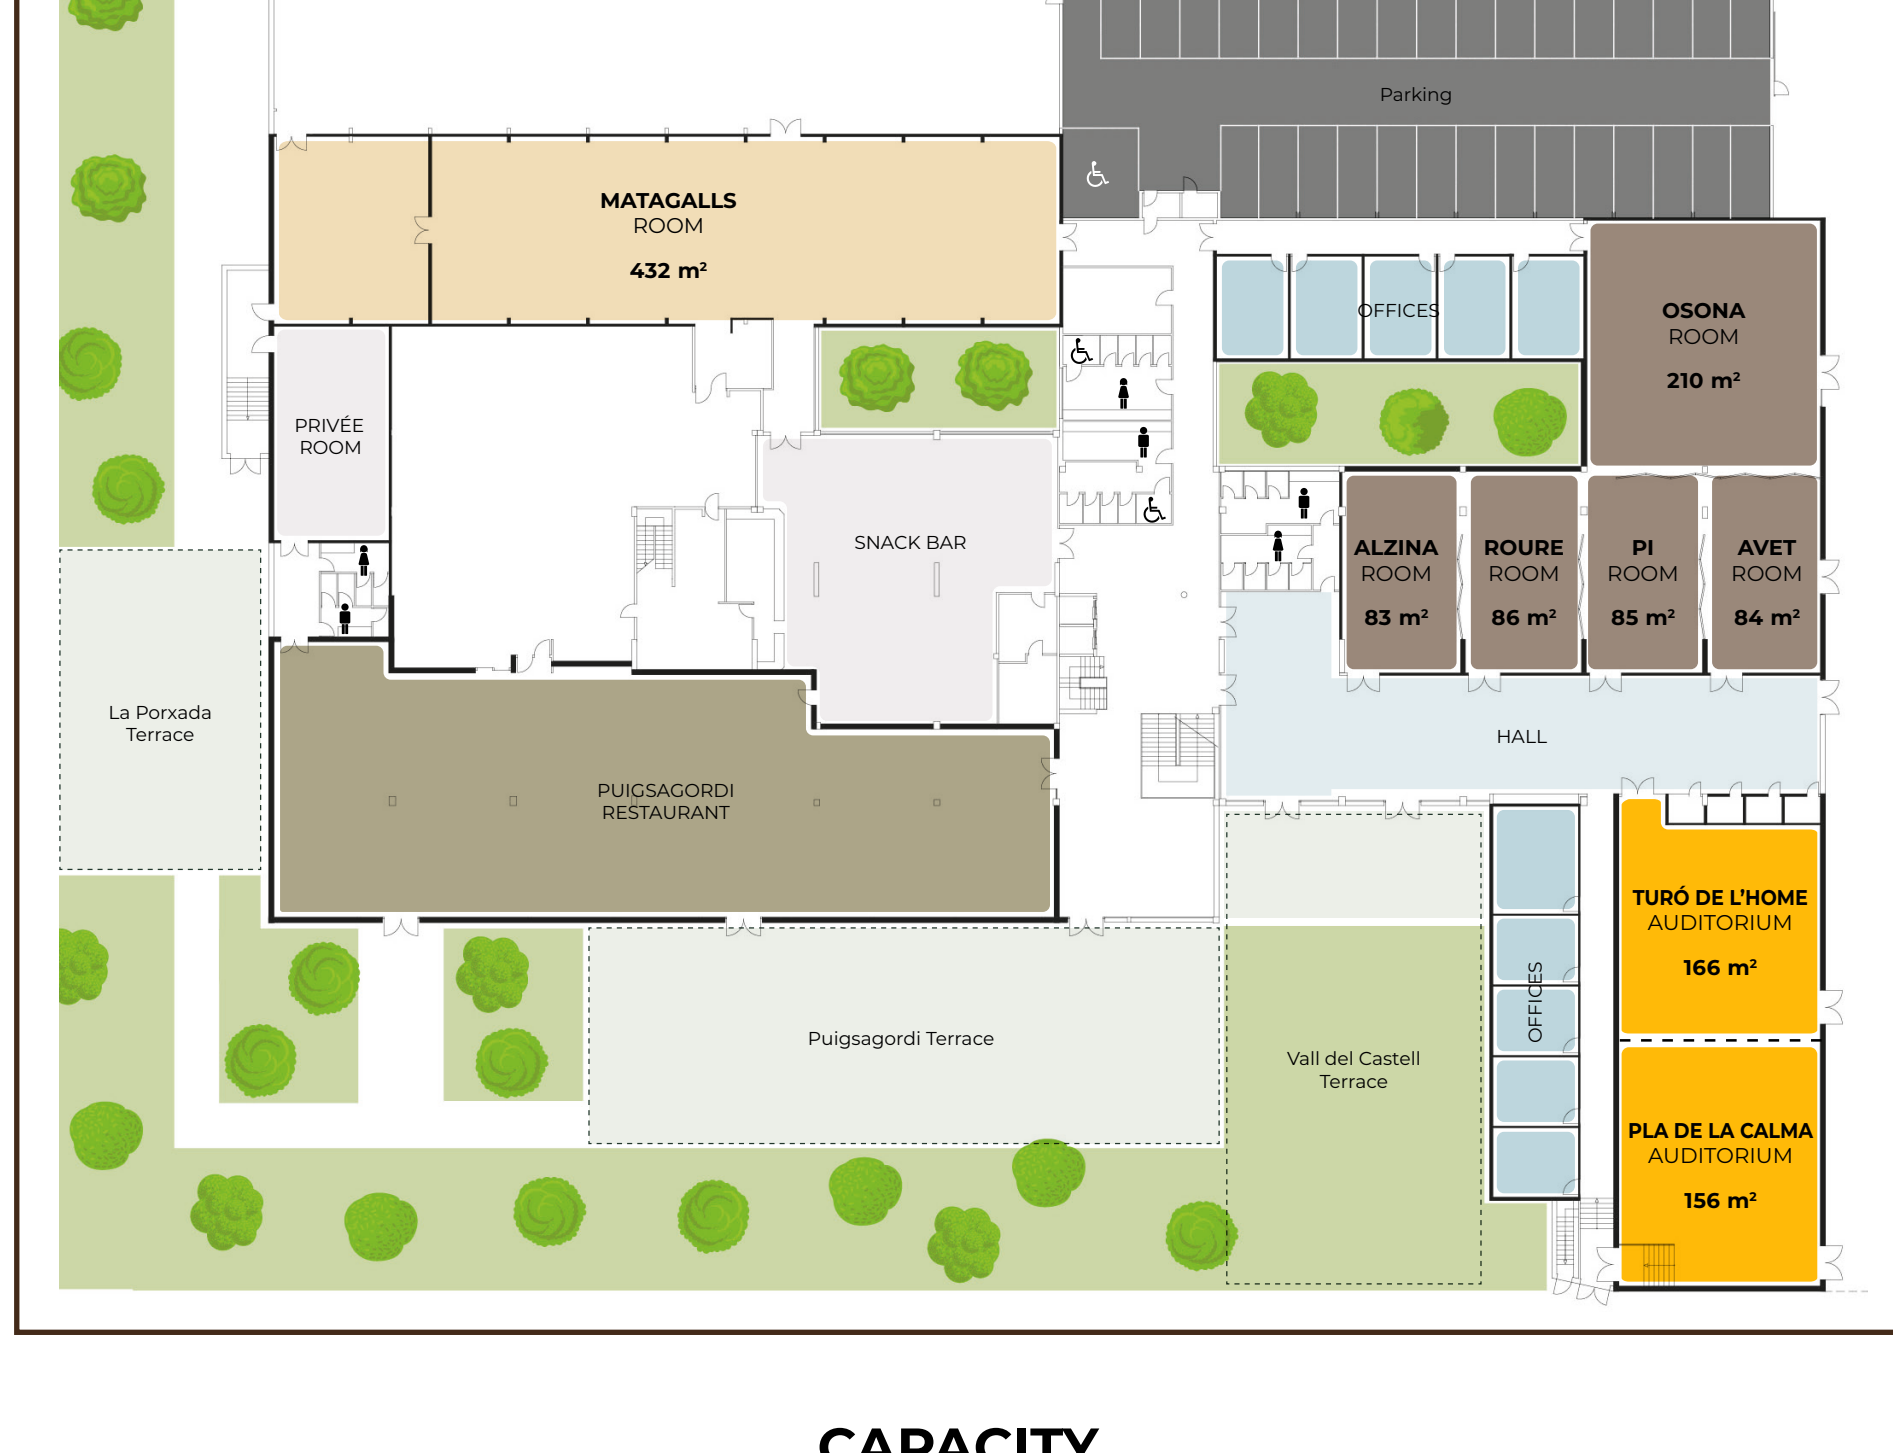 Parking
MATAGALLS
ROOM
432 m²
OFFICES
OSONA
ROOM
210 m²
PRIVÉE
ROOM
SNACK BAR
ALZINA
ROOM
83 m²
ROURE
ROOM
86 m²
PI
ROOM
85 m²
AVET
ROOM
84 m²
La Porxada
Terrace
HALL
PUIGSAGORDI
RESTAURANT
TURÓ DE L’HOME
AUDITORIUM
166 m²
OFFICES
Puigsagordi Terrace
Vall del Castell
Terrace
PLA DE LA CALMA
AUDITORIUM
156 m²
CAPACITY